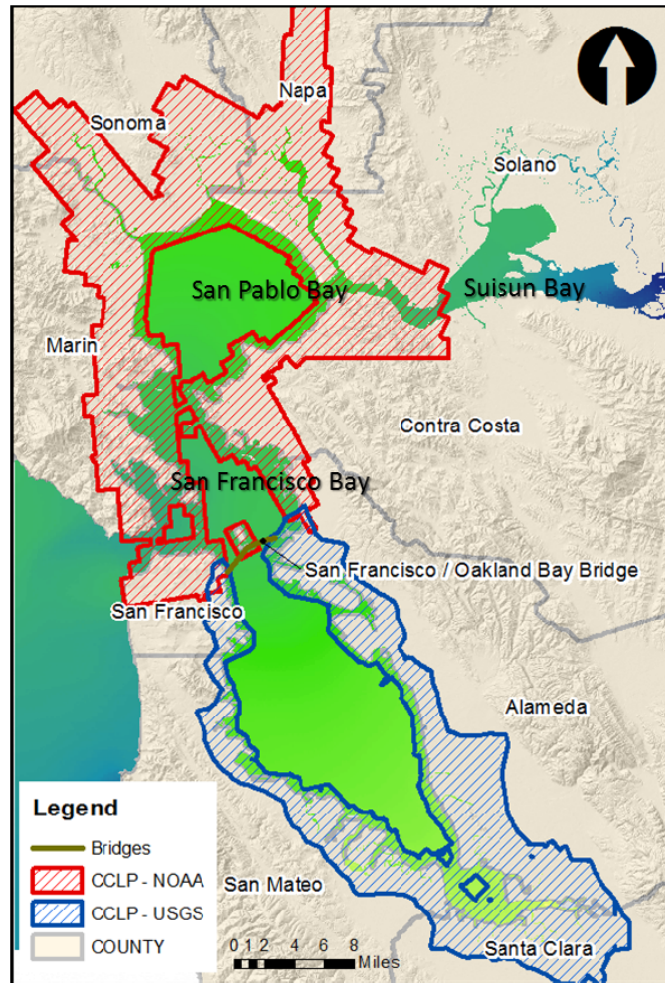 Napa
Sonoma
Solano
San Pablo Bay
Suisun Bay
Marin
Contra Costa
San Francisco Bay
San Francisco / Oakland Bay Bridge
San Francisco
Alameda
Legend
Bridges
CCLP - NOAA
CCLP - USGS
COUNTY
San Mateo
Santa Clara
0 1 2 4 6 8
Miles